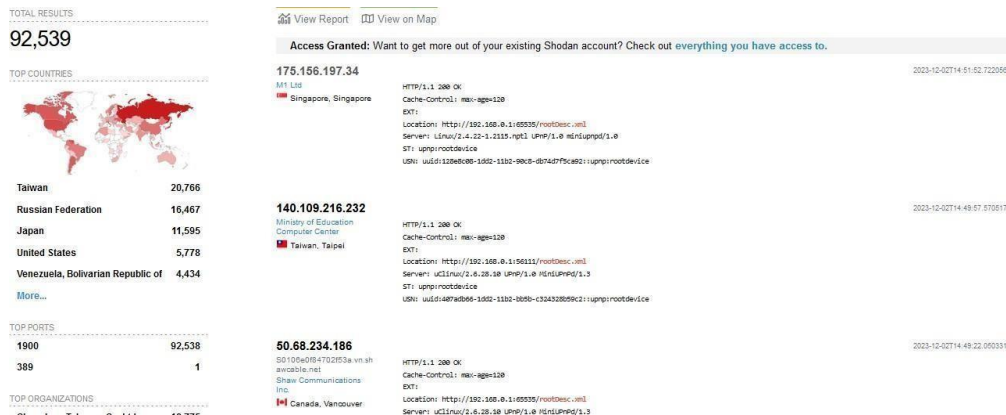 TOTAL RESULTS
92,539
TOP COUNTRIES
Taiwan 20,766
Russian Federation 16,467
Japan 11,595
United States 5,778
Venezuela, Bolivarian Republic of 4,434
More...
TOP PORTS
1900 92,538
389 1
TOP ORGANIZATIONS
View Report View on Map
Access Granted: Want to get more out of your existing Shodan account? Check out everything you have access to.
175.156.197.34
2023-12-02T14:51:52.722056
M1 Ltd
Singapore, Singapore
HTTP/1.1 200 OK
Cache-Control: max-age=120
EXT:
Location: http://192.168.0.1:65535/rootDesc.xml
Server: Linux/2.4.22-1.2115.nptl UPnP/1.0 miniupnpd/1.0
ST: upnp:rootdevice
USN: uuid:128e8c08-1dd2-11b2-90c8-db74d7f5ca92::upnp:rootdevice
140.109.216.232
2023-12-02T14:49:57.570517
Ministry of Education
Computer Center
Taiwan, Taipei
HTTP/1.1 200 OK
Cache-Control: max-age=120
EXT:
Location: http://192.168.0.1:56111/rootDesc.xml
Server: uClinux/2.6.28.10 UPnP/1.0 MiniUPnPd/1.3
ST: upnp:rootdevice
USN: uuid:407adb66-1dd2-11b2-bb5b-c324328b59c2::upnp:rootdevice
50.68.234.186
2023-12-02T14:49:22.060331
S0106e0f84702f53a.vn.sh
awcable.net
Shaw Communications
Inc.
Canada, Vancouver
HTTP/1.1 200 OK
Cache-Control: max-age=120
EXT:
Location: http://192.168.0.1:65535/rootDesc.xml
Server: uClinux/2.6.28.10 UPnP/1.0 MiniUPnPd/1.3